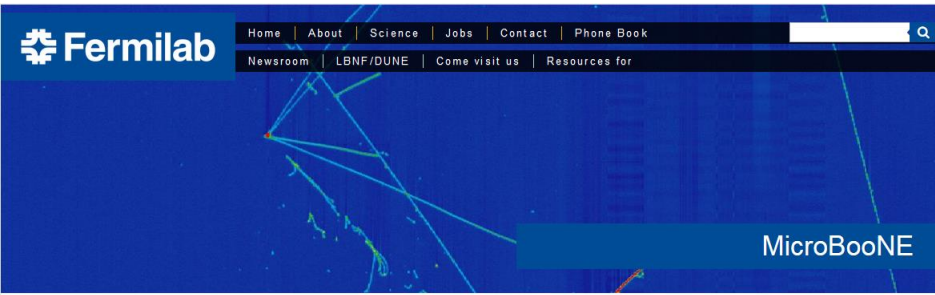 Fermilab
Home | About | Science | Jobs | Contact | Phone Book
Newsroom | LBNF/DUNE | Come visit us | Resources for
MicroBooNE